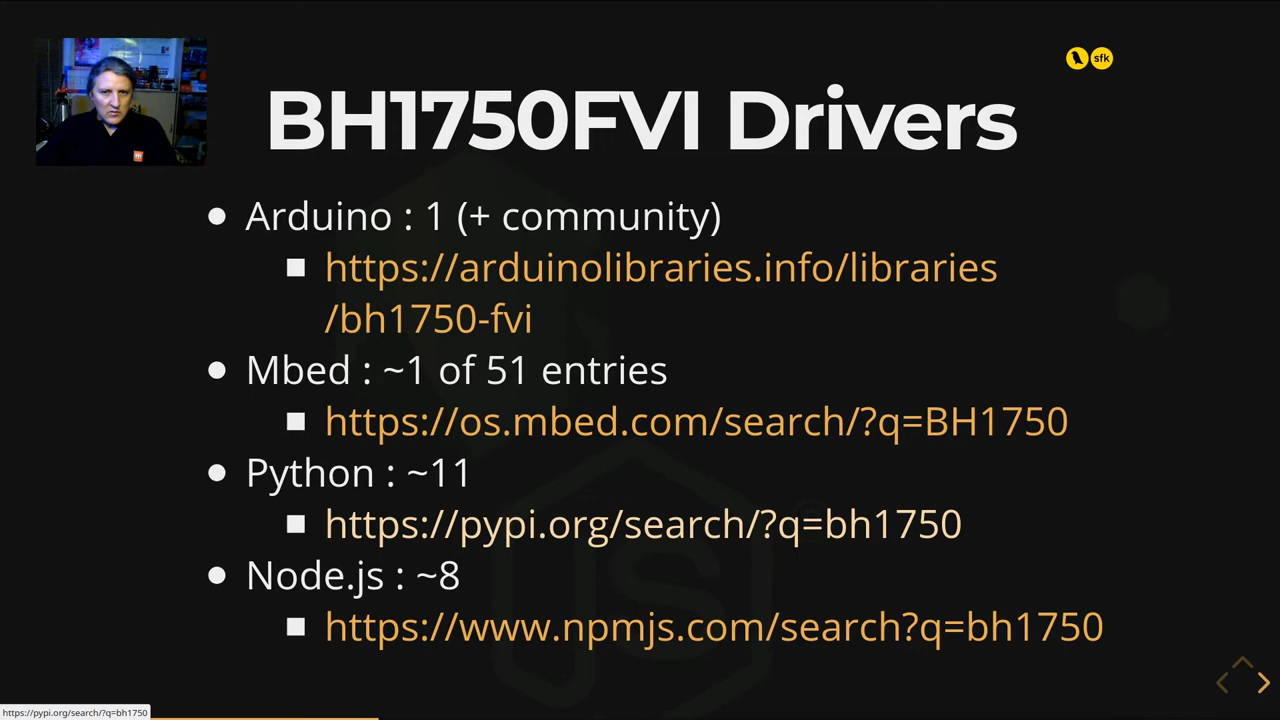 sfk
BH1750FVI Drivers
Arduino : 1 (+ community)
https://arduinolibraries.info/libraries
/bh1750-fvi
Mbed : ~1 of 51 entries
https://os.mbed.com/search/?q=BH1750
Python : ~11
https://pypi.org/search/?q=bh1750
Node.js : ~8
https://www.npmjs.com/search?q=bh1750
https://pypi.org/search/?q=bh1750